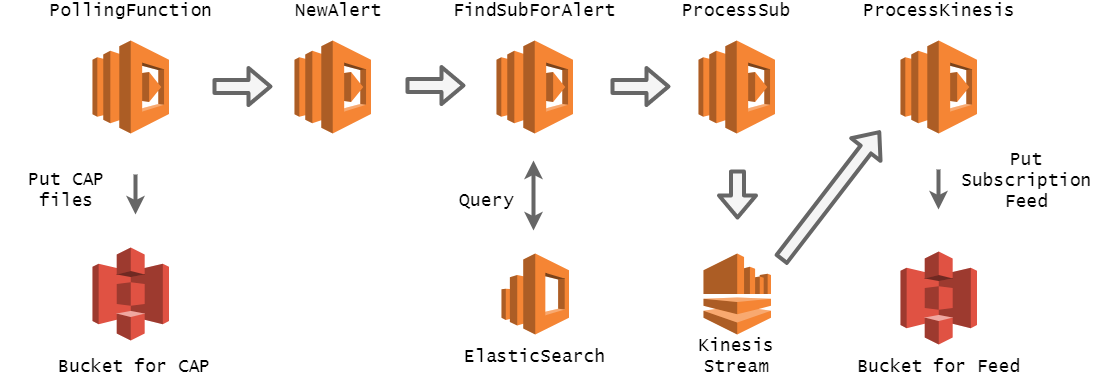 PollingFunction
NewAlert
FindSubForAlert
ProcessSub
ProcessKinesis
Put CAP
files
Query
Put
Subscription
Feed
Bucket for CAP
ElasticSearch
Kinesis
Stream
Bucket for Feed